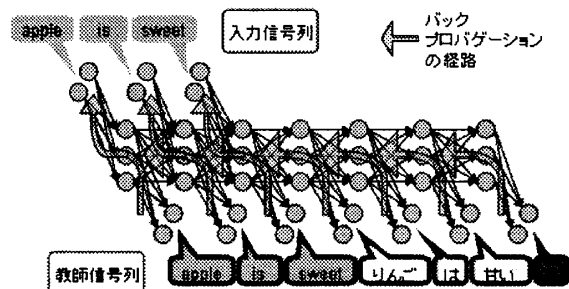 apple is sweet
入力信号列
バック
プロパゲーション
の経路
教師信号列
apple is sweet りんご は 甘い